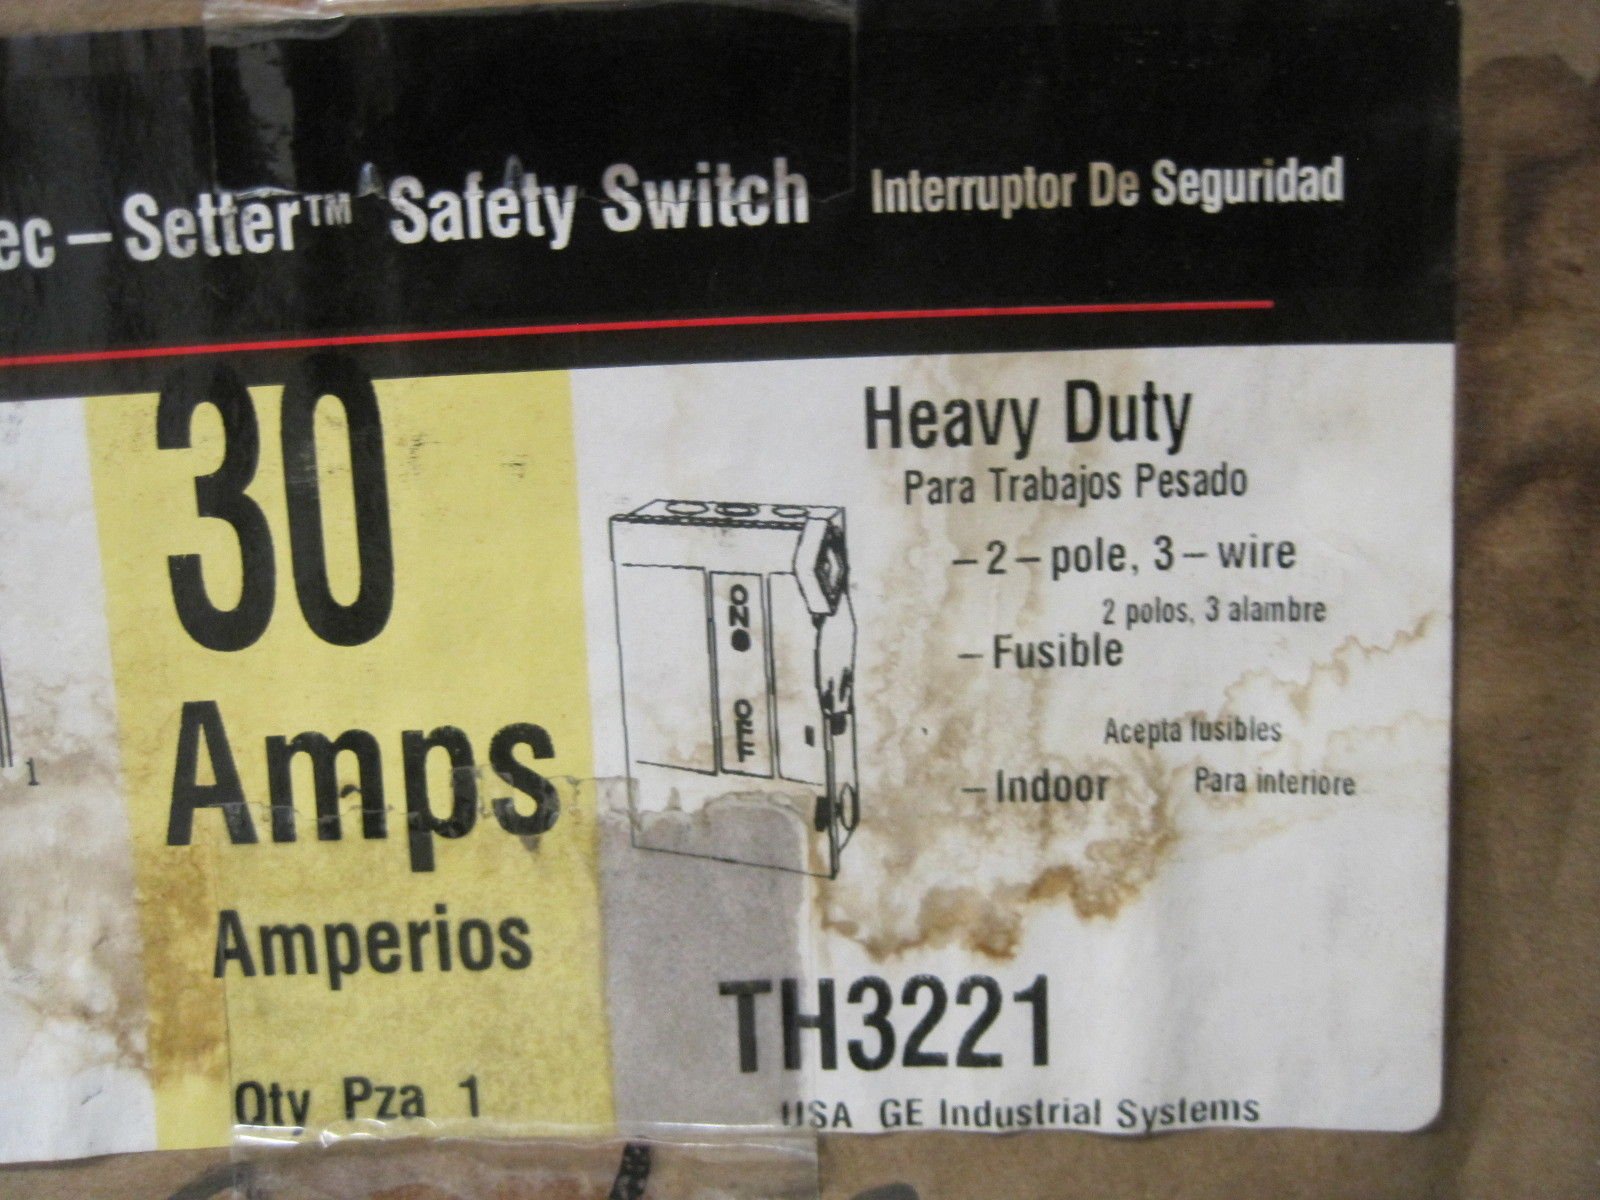 ec – Setter™ Safety Switch Interruptor De Seguridad
30
Amps
Amperios
Qty Pza 1
1
ON
OFF
Heavy Duty
Para Trabajos Pesado
– 2 – pole, 3 – wire
2 polos, 3 alambre
– Fusible
Acepta fusibles
– Indoor Para interiore
TH3221
USA GE Industrial Systems